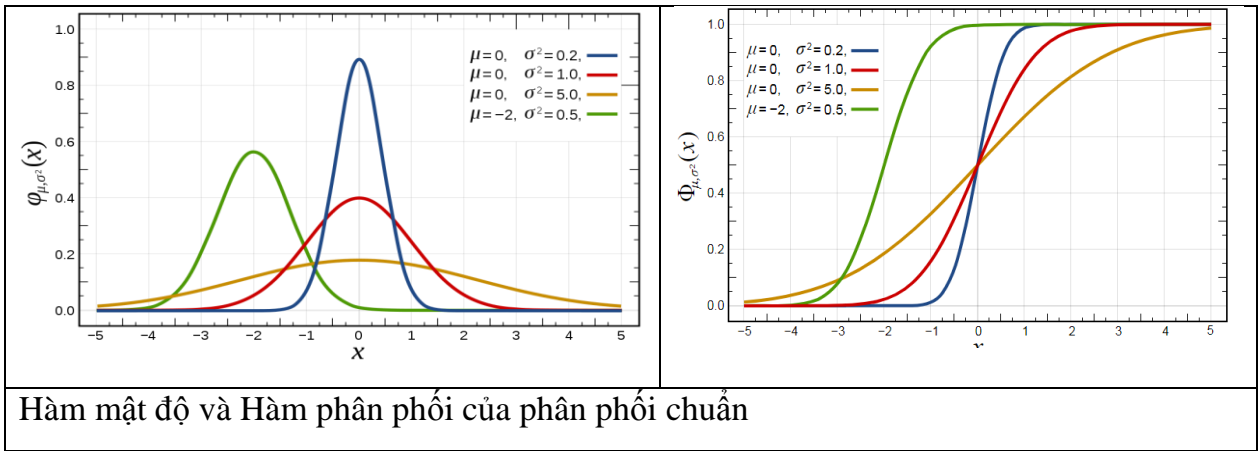 1.0
0.8
0.6
0.4
0.2
0.0
φμ,σ²(x)
μ=0, σ²=0.2,
μ=0, σ²=1.0,
μ=0, σ²=5.0,
μ=−2, σ²=0.5,
−5 −4 −3 −2 −1 0 1 2 3 4 5
x
1.0
0.8
0.6
0.4
0.2
0.0
Φμ,σ²(x)
μ=0, σ²=0.2,
μ=0, σ²=1.0,
μ=0, σ²=5.0,
μ=−2, σ²=0.5,
−5 −4 −3 −2 −1 0 1 2 3 4 5
Hàm mật độ và Hàm phân phối của phân phối chuẩn